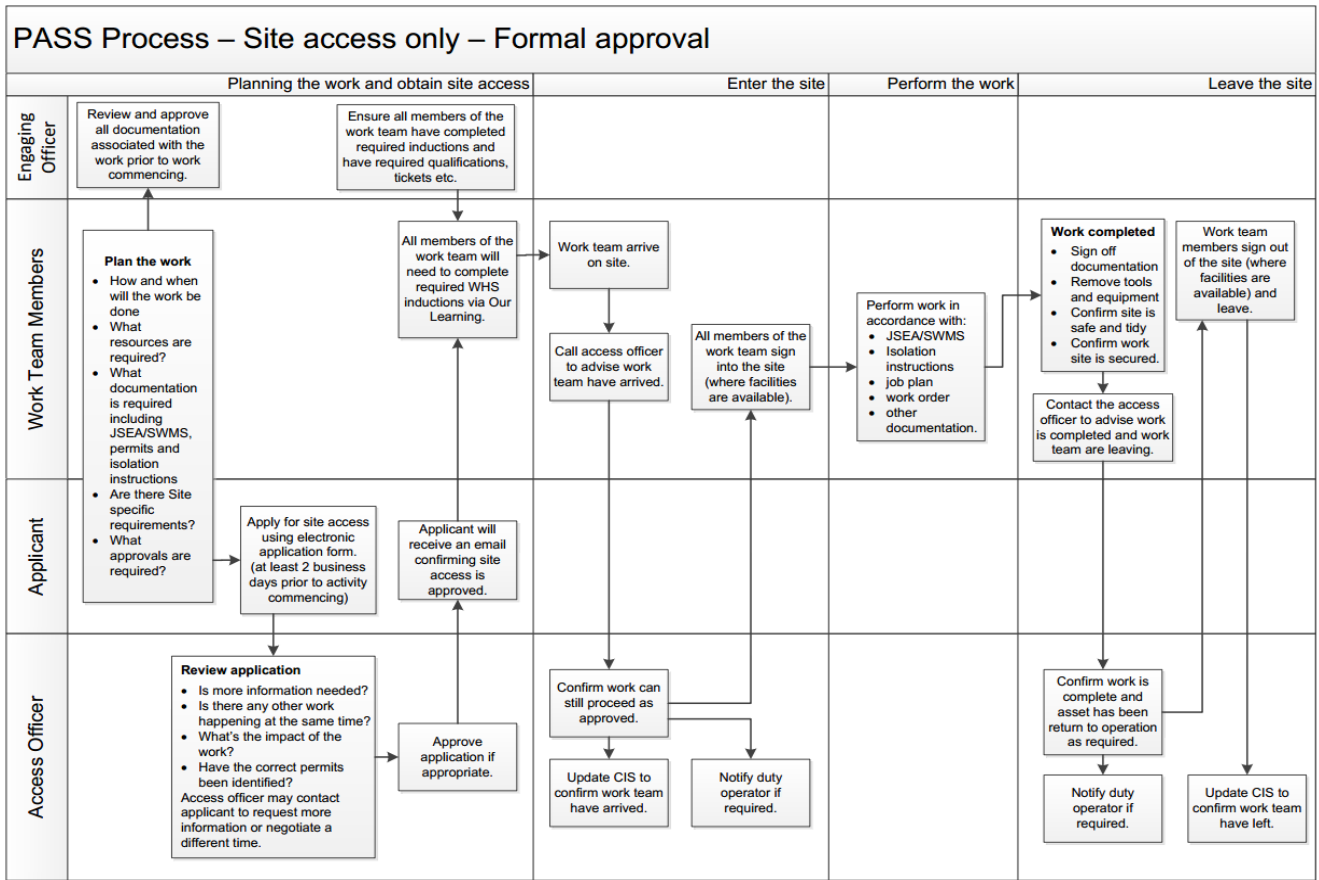 PASS Process – Site access only – Formal approval
Planning the work and obtain site access
Enter the site
Perform the work
Leave the site
Engaging
Officer
Review and approve
all documentation
associated with the
work prior to work
commencing.
Ensure all members of the
work team have completed
required inductions and
have required qualifications,
tickets etc.
Work Team Members
Plan the work
• How and when
will the work be
done
• What
resources are
required?
• What
documentation
is required
including
JSEA/SWMS,
permits and
isolation
instructions
• Are there Site
specific
requirements?
• What
approvals are
required?
All members of the
work team will
need to complete
required WHS
inductions via Our
Learning.
Work team arrive
on site.
Call access officer
to advise work
team have arrived.
All members of the
work team sign
into the site
(where facilities
are available).
Perform work in
accordance with:
• JSEA/SWMS
• Isolation
instructions
• job plan
• work order
• other
documentation.
Work completed
• Sign off
documentation
• Remove tools
and equipment
• Confirm site is
safe and tidy
• Confirm work
site is secured.
Contact the access
officer to advise work
is completed and work
team are leaving.
Work team
members sign out
of the site (where
facilities are
available) and
leave.
Applicant
Apply for site access
using electronic
application form.
(at least 2 business
days prior to activity
commencing)
Applicant will
receive an email
confirming site
access is
approved.
Access Officer
Review application
• Is more information needed?
• Is there any other work
happening at the same time?
• What's the impact of the
work?
• Have the correct permits
been identified?
Access officer may contact
applicant to request more
information or negotiate a
different time.
Approve
application if
appropriate.
Confirm work can
still proceed as
approved.
Update CIS to
confirm work team
have arrived.
Notify duty
operator if
required.
Confirm work is
complete and
asset has been
return to operation
as required.
Notify duty
operator if
required.
Update CIS to
confirm work team
have left.